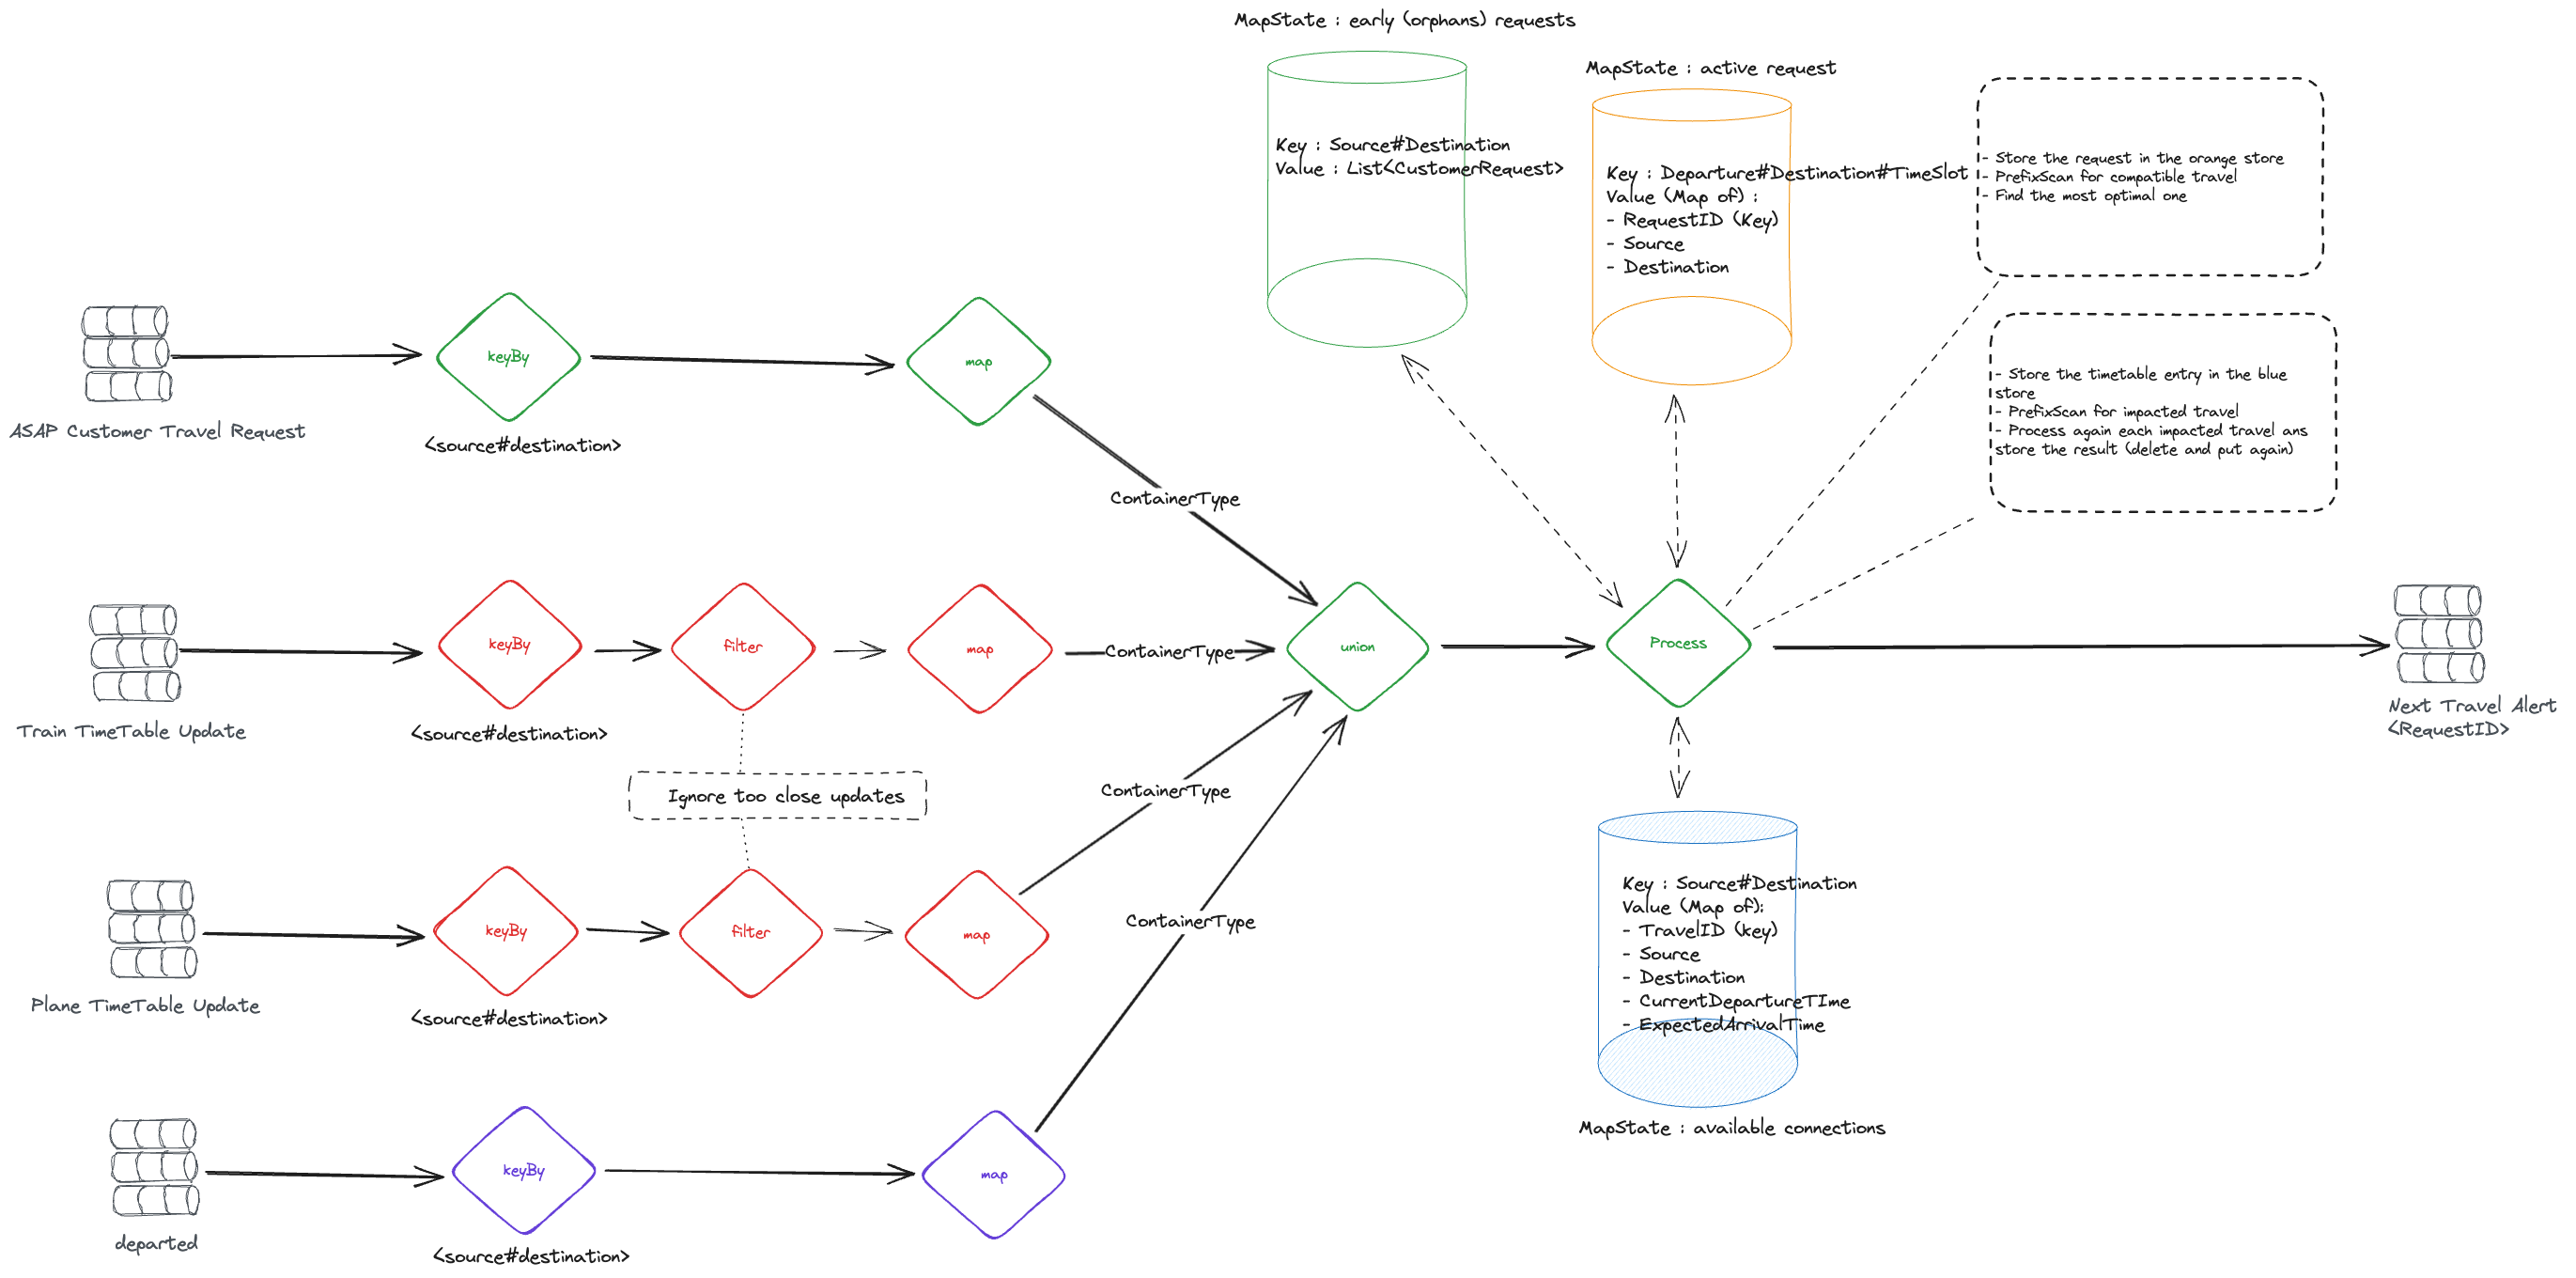 MapState : early (orphans) requests
MapState : active request
Key : Source#Destination
Value : List<CustomerRequest>
Key : Departure#Destination#TimeSlot
Value (Map of) :
- RequestID (Key)
- Source
- Destination
- Store the request in the orange store
- PrefixScan for compatible travel
- Find the most optimal one
- Store the timetable entry in the blue
store
- PrefixScan for impacted travel
- Process again each impacted travel ans
store the result (delete and put again)
keyBy
map
ASAP Customer Travel Request
<source#destination>
ContainerType
keyBy
filter
map
ContainerType
union
Process
Train TimeTable Update
<source#destination>
Next Travel Alert
<RequestID>
Ignore too close updates
ContainerType
keyBy
filter
map
ContainerType
Plane TimeTable Update
<source#destination>
Key : Source#Destination
Value (Map of):
- TravelID (key)
- Source
- Destination
- CurrentDepartureTIme
- ExpectedArrivalTime
MapState : available connections
keyBy
map
departed
<source#destination>